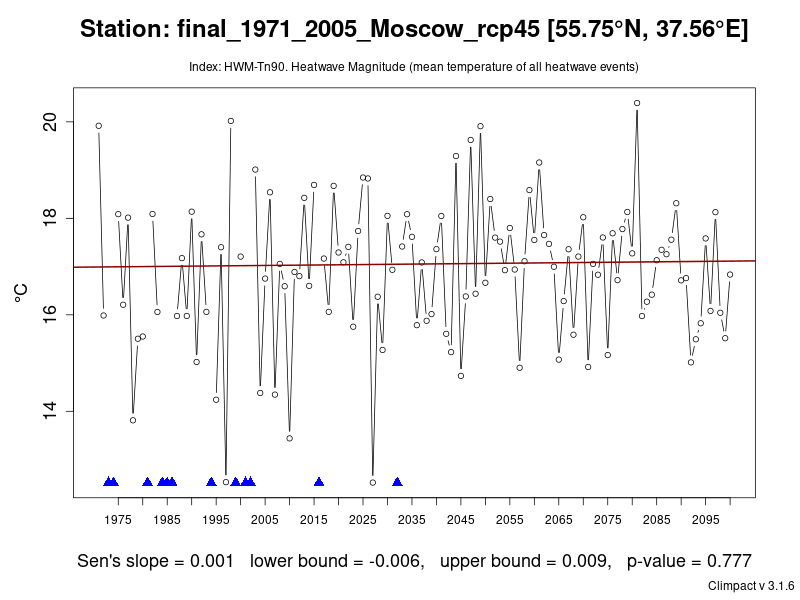 Station: final_1971_2005_Moscow_rcp45 [55.75°N, 37.56°E]
Index: HWM-Tn90. Heatwave Magnitude (mean temperature of all heatwave events)
20
18
16
14
°C
1975 1985 1995 2005 2015 2025 2035 2045 2055 2065 2075 2085 2095
Sen's slope = 0.001 lower bound = -0.006, upper bound = 0.009, p-value = 0.777
Climpact v 3.1.6